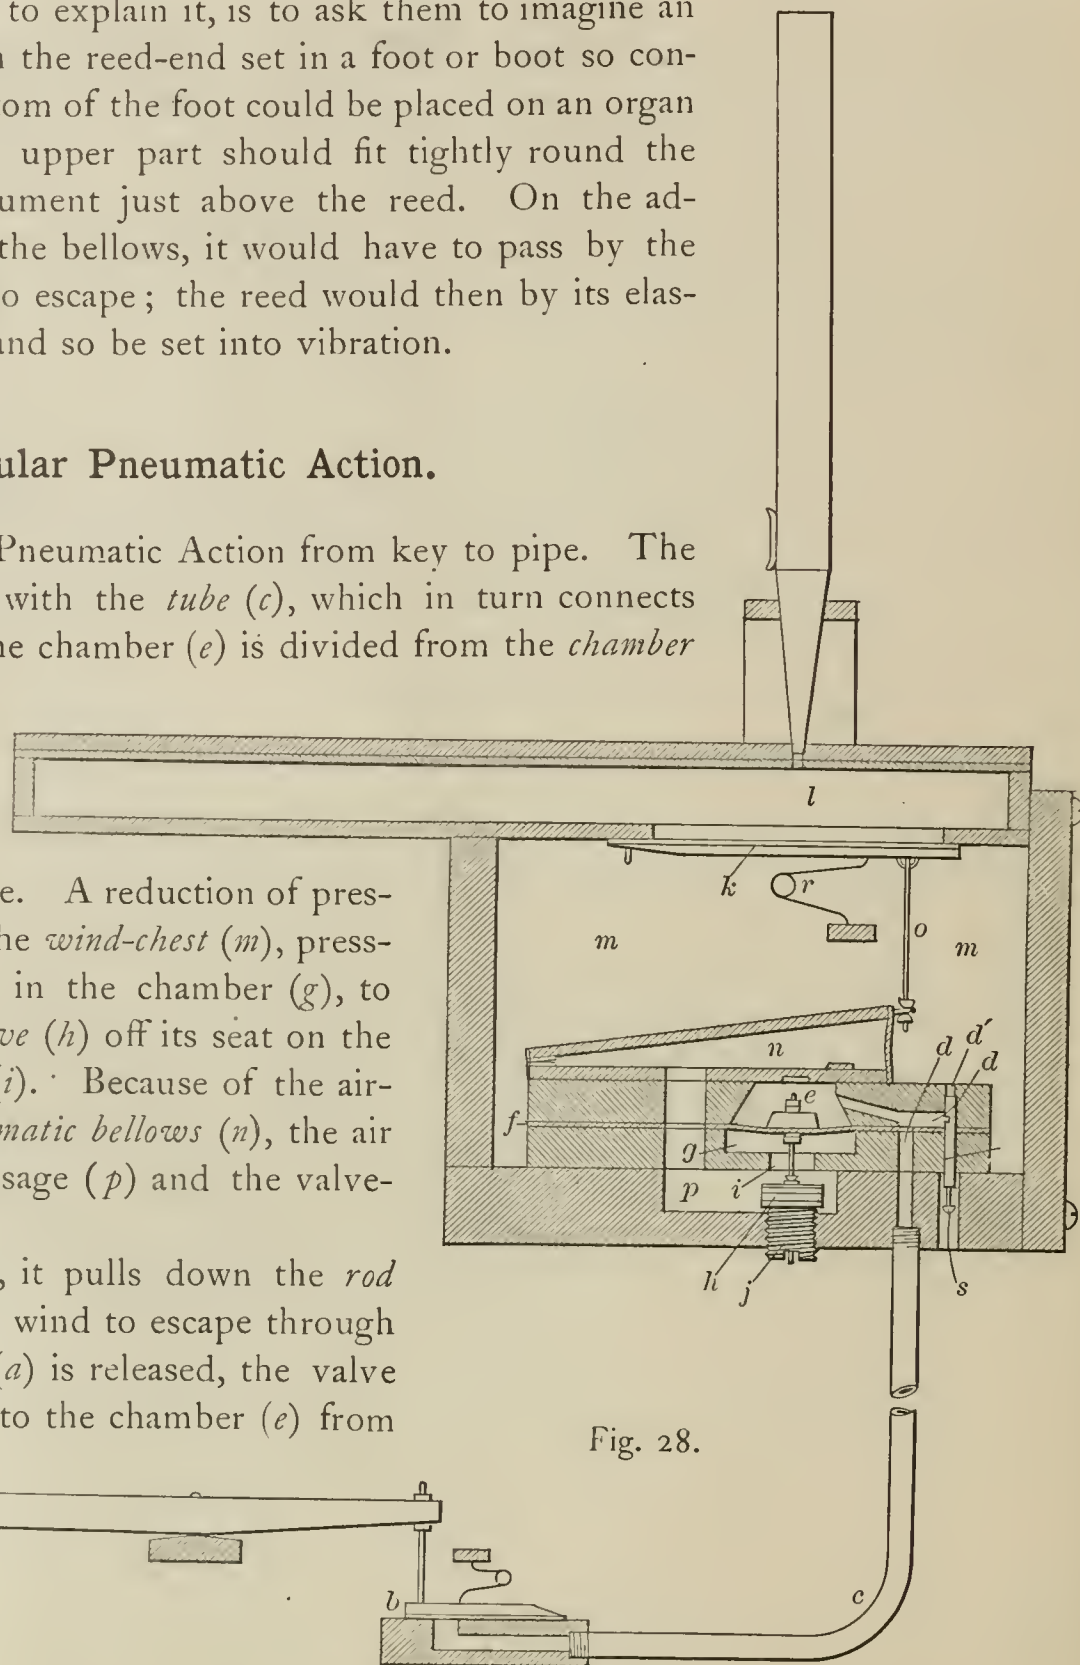 to explain it, is to ask them to imagine an
the reed-end set in a foot or boot so con-
om of the foot could be placed on an organ
upper part should fit tightly round the
ument just above the reed. On the ad-
the bellows, it would have to pass by the
o escape; the reed would then by its elas-
and so be set into vibration.
ular Pneumatic Action.
Pneumatic Action from key to pipe. The
with the tube (c), which in turn connects
he chamber (e) is divided from the chamber
l
k
r
e. A reduction of pres-
he wind-chest (m), press-
in the chamber (g), to
ve (h) off its seat on the
(i). Because of the air-
matic bellows (n), the air
sage (p) and the valve-
, it pulls down the rod
wind to escape through
(a) is released, the valve
to the chamber (e) from
m
o
m
n
d
d′
d
e
f
g
p
i
h
j
s
Fig. 28.
b
c